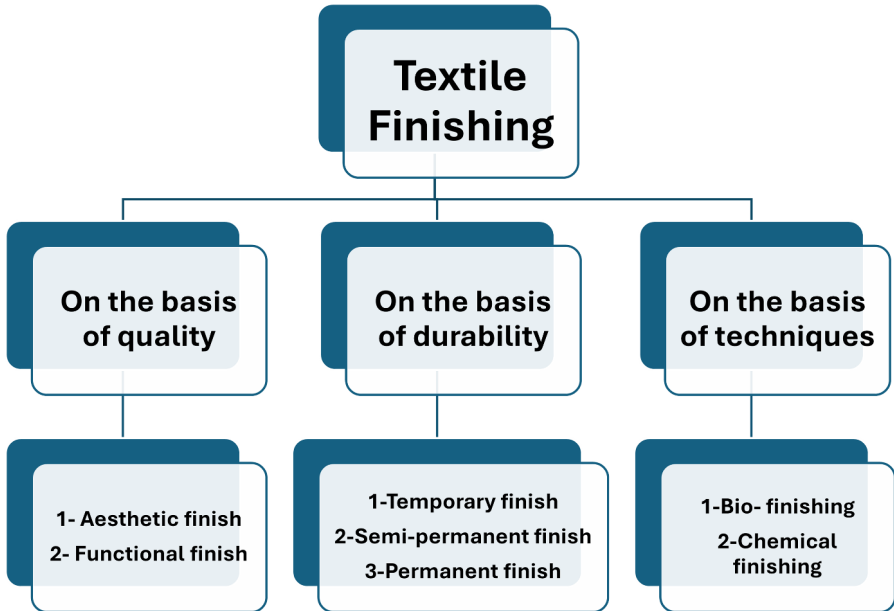 Textile
Finishing
On the basis
of quality
On the basis
of durability
On the basis
of techniques
1- Aesthetic finish
2- Functional finish
1-Temporary finish
2-Semi-permanent finish
3-Permanent finish
1-Bio- finishing
2-Chemical
finishing